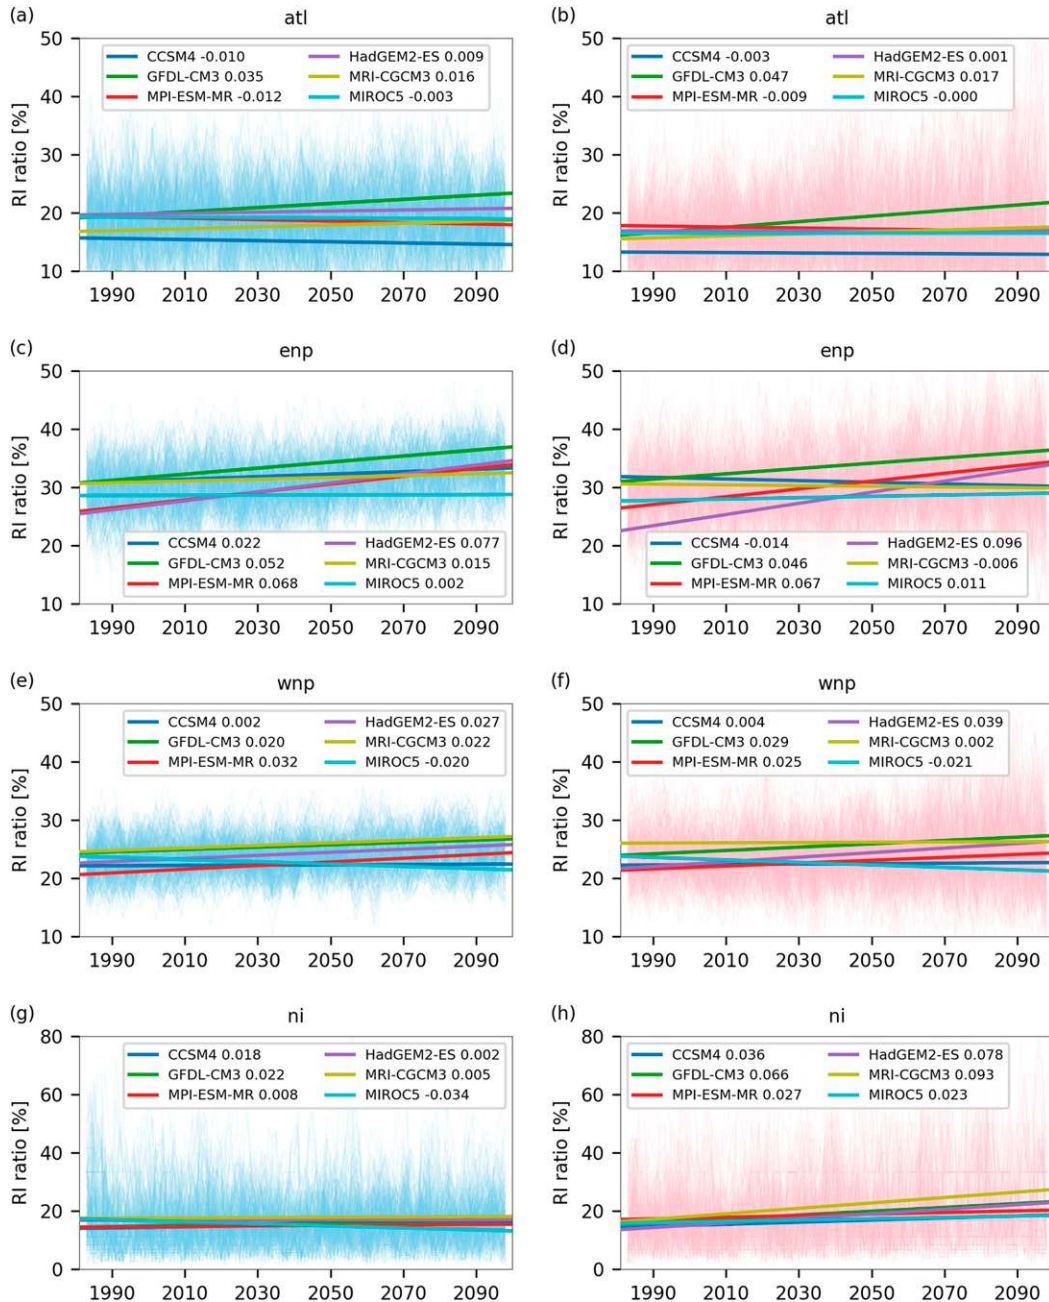 (a) atl
50
40
30
20
10
RI ratio [%]
CCSM4 -0.010 HadGEM2-ES 0.009
GFDL-CM3 0.035 MRI-CGCM3 0.016
MPI-ESM-MR -0.012 MIROC5 -0.003
1990 2010 2030 2050 2070 2090
(b) atl
50
40
30
20
10
RI ratio [%]
CCSM4 -0.003 HadGEM2-ES 0.001
GFDL-CM3 0.047 MRI-CGCM3 0.017
MPI-ESM-MR -0.009 MIROC5 -0.000
1990 2010 2030 2050 2070 2090
(c) enp
50
40
30
20
10
RI ratio [%]
CCSM4 0.022 HadGEM2-ES 0.077
GFDL-CM3 0.052 MRI-CGCM3 0.015
MPI-ESM-MR 0.068 MIROC5 0.002
1990 2010 2030 2050 2070 2090
(d) enp
50
40
30
20
10
RI ratio [%]
CCSM4 -0.014 HadGEM2-ES 0.096
GFDL-CM3 0.046 MRI-CGCM3 -0.006
MPI-ESM-MR 0.067 MIROC5 0.011
1990 2010 2030 2050 2070 2090
(e) wnp
50
40
30
20
10
RI ratio [%]
CCSM4 0.002 HadGEM2-ES 0.027
GFDL-CM3 0.020 MRI-CGCM3 0.022
MPI-ESM-MR 0.032 MIROC5 -0.020
1990 2010 2030 2050 2070 2090
(f) wnp
50
40
30
20
10
RI ratio [%]
CCSM4 0.004 HadGEM2-ES 0.039
GFDL-CM3 0.029 MRI-CGCM3 0.002
MPI-ESM-MR 0.025 MIROC5 -0.021
1990 2010 2030 2050 2070 2090
(g) ni
80
60
40
20
0
RI ratio [%]
CCSM4 0.018 HadGEM2-ES 0.002
GFDL-CM3 0.022 MRI-CGCM3 0.005
MPI-ESM-MR 0.008 MIROC5 -0.034
1990 2010 2030 2050 2070 2090
(h) ni
80
60
40
20
0
RI ratio [%]
CCSM4 0.036 HadGEM2-ES 0.078
GFDL-CM3 0.066 MRI-CGCM3 0.093
MPI-ESM-MR 0.027 MIROC5 0.023
1990 2010 2030 2050 2070 2090